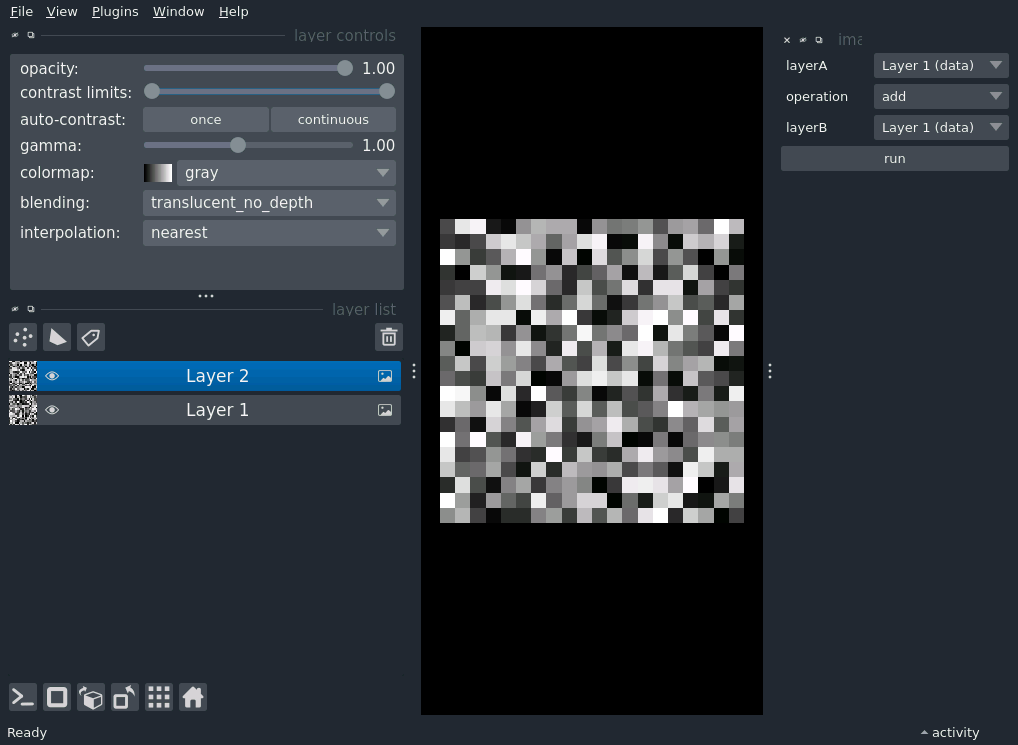 File View Plugins Window Help
layer controls
opacity: 1.00
contrast limits:
auto-contrast: once continuous
gamma: 1.00
colormap: gray
blending: translucent_no_depth
interpolation: nearest
layer list
Layer 2
Layer 1
ima
layerA Layer 1 (data)
operation add
layerB Layer 1 (data)
run
Ready
activity